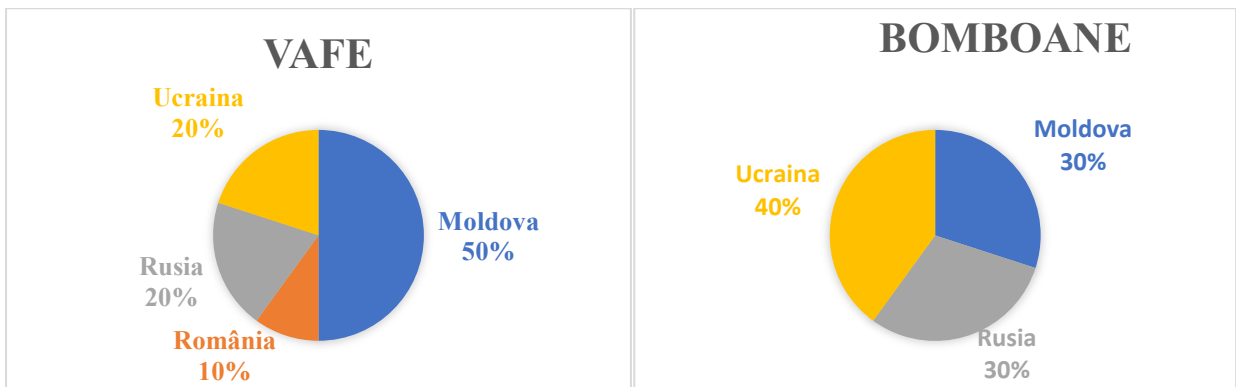 VAFE
Ucraina
20%
Moldova
50%
Rusia
20%
România
10%
BOMBOANE
Moldova
30%
Ucraina
40%
Rusia
30%